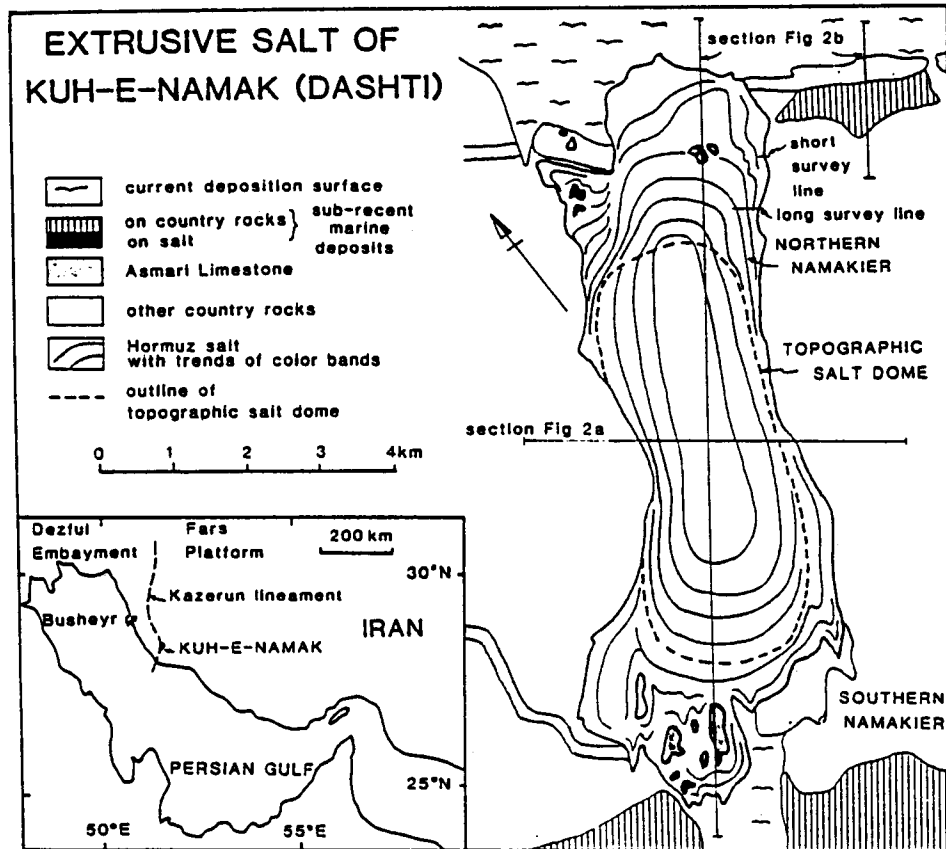 EXTRUSIVE SALT OF
KUH-E-NAMAK (DASHTI)
current deposition surface
on country rocks
on salt
sub-recent
marine
deposits
Asmari Limestone
other country rocks
Hormuz salt
with trends of color bands
outline of
topographic salt dome
0 1 2 3 4km
section Fig 2b
short
survey
line
long survey line
NORTHERN
NAMAKIER
TOPOGRAPHIC
SALT DOME
section Fig 2a
SOUTHERN
NAMAKIER
Dezful
Embayment
Fars
Platform
200 km
30°N
Kazerun lineament
Busheyr
IRAN
KUH-E-NAMAK
PERSIAN GULF
25°N
50°E
55°E